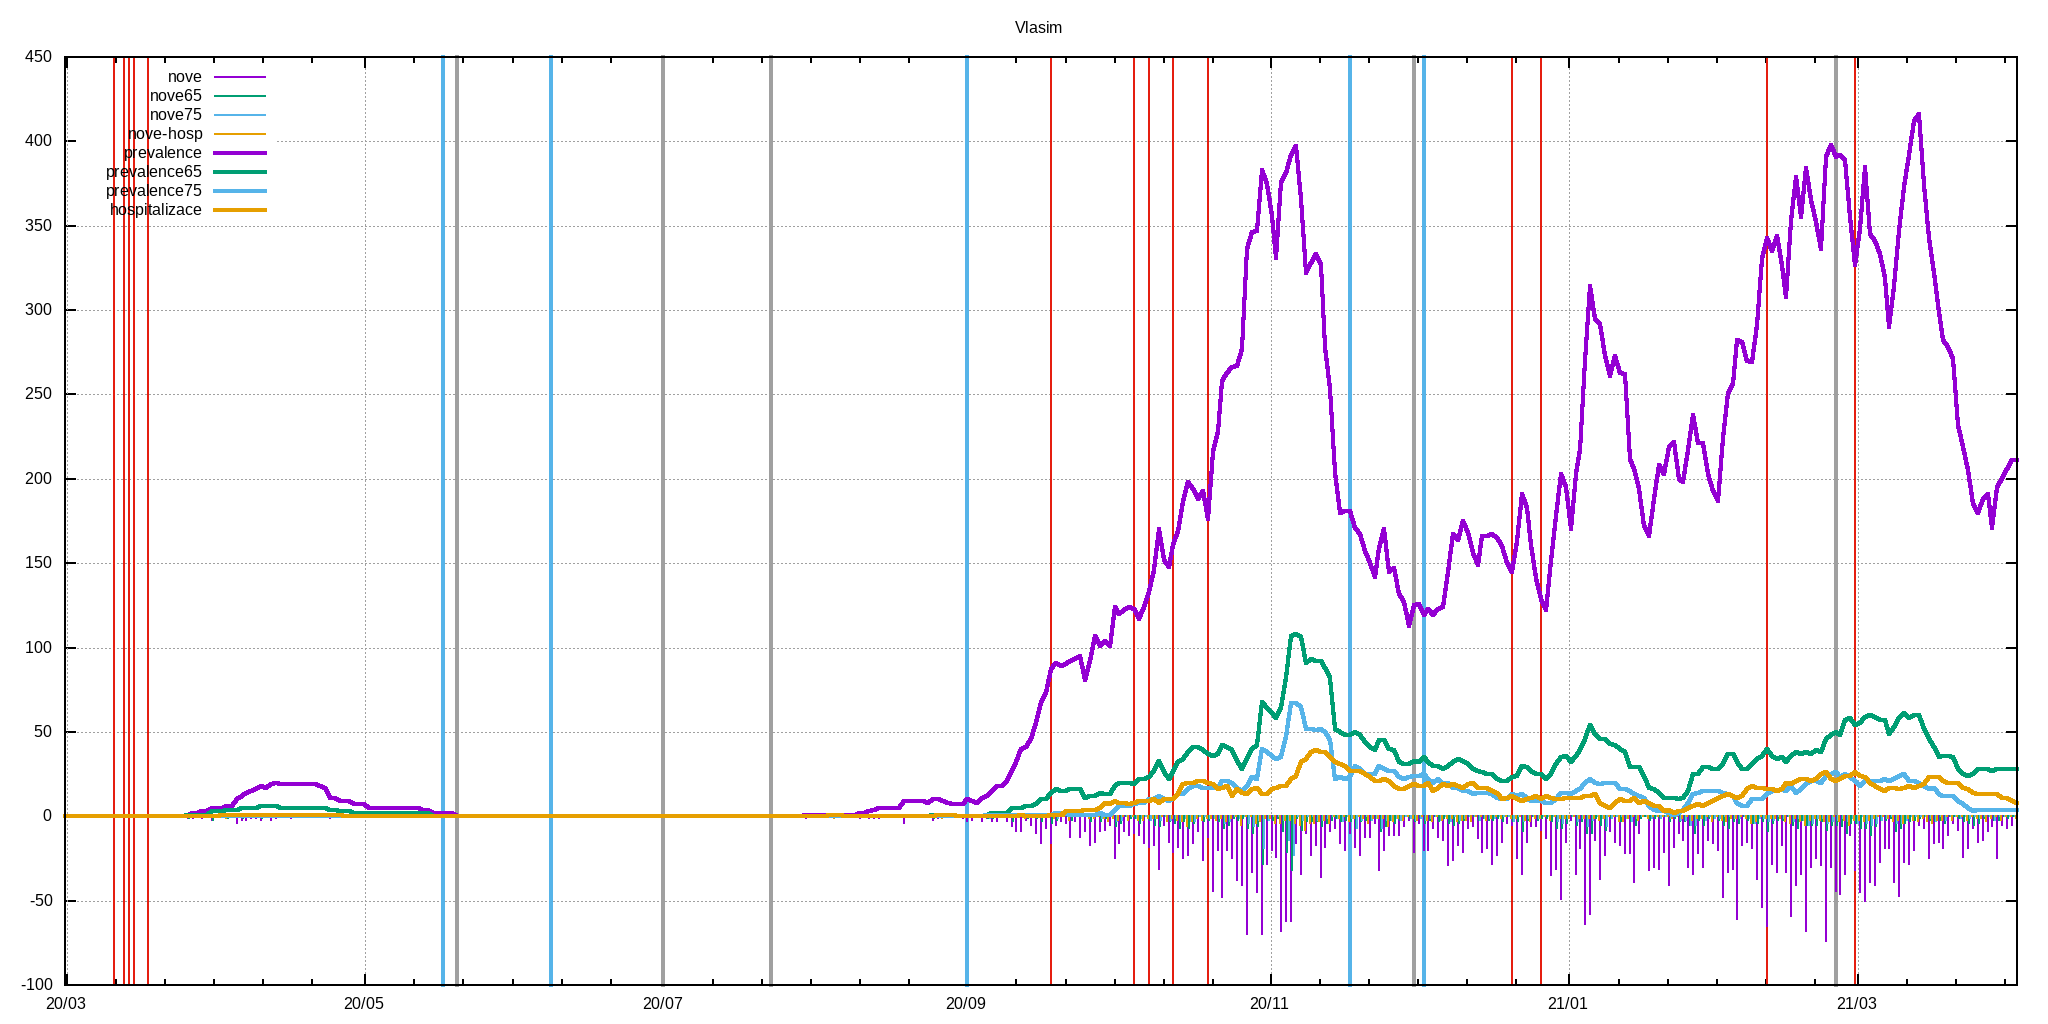 Vlasim
450
400
350
300
250
200
150
100
50
0
-50
-100
nove
nove65
nove75
nove-hosp
prevalence
prevalence65
prevalence75
hospitalizace
20/03
20/05
20/07
20/09
20/11
21/01
21/03